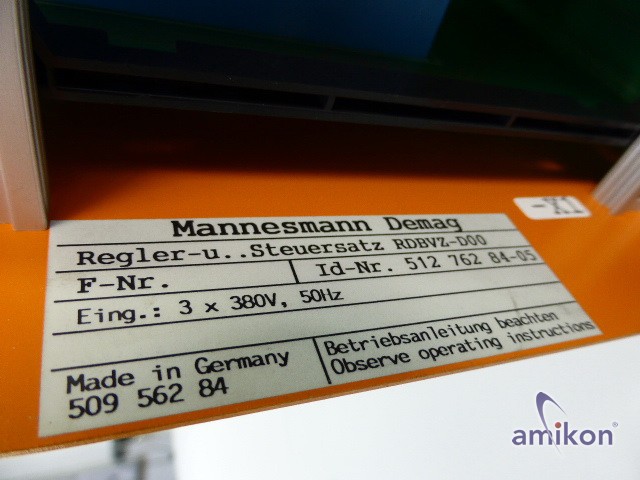 -X1
Mannesmann Demag
Regler-u..Steuersatz RDBVZ-D00
F-Nr. Id-Nr. 512 762 84-05
Eing.: 3 x 380V, 50Hz
Made in Germany
509 562 84
Betriebsanleitung beachten
Observe operating instructions
amikon®